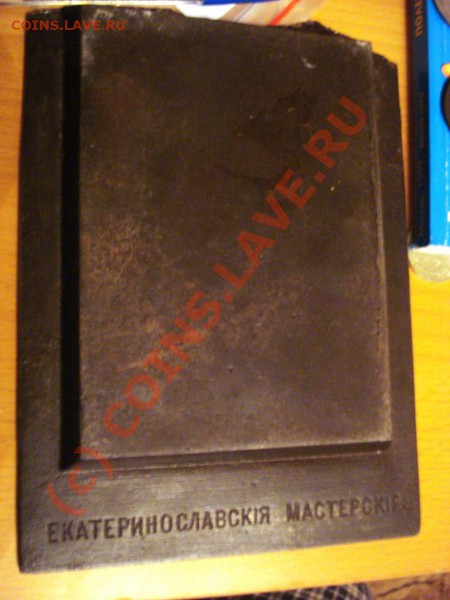 COINS.LAVE.RU
(c) COINS.LAVE.RU
ЕКАТЕРИНОСЛАВСКІЯ МАСТЕРСКІЯ.